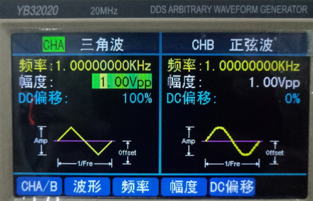 YB32020 20MHz DDS ARBITRARY WAVEFORM GENERATOR
CHA 三角波
频率:1.00000000KHz
幅度: 1.00Vpp
DC偏移: 100%
Amp
Offset
1/Fre
CHB 正弦波
频率:1.00000000KHz
幅度: 1.00Vpp
DC偏移: 0%
Amp
Offset
1/Fre
CHA/B 波形 频率 幅度 DC偏移